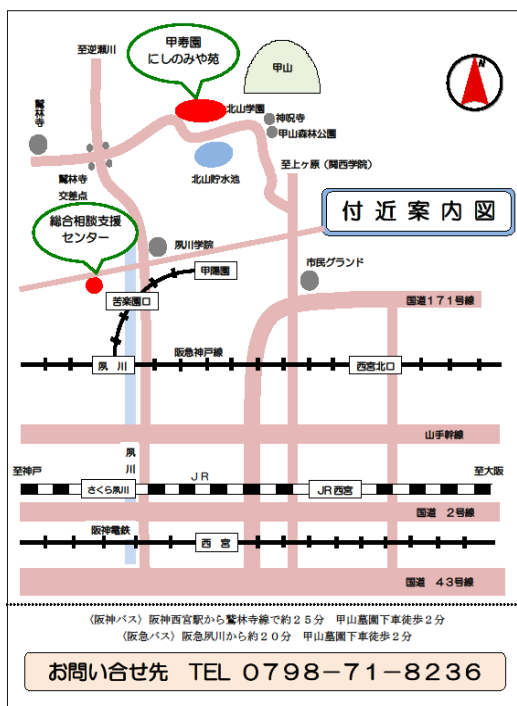 至逆瀬川
甲寿園
にしのみや苑
甲山
N
鷲林
寺
北山学園
神呪寺
甲山森林公園
至上ヶ原（関西学院）
鷲林寺
交差点
北山貯水池
付近案内図
総合相談支援
センター
夙川学院
甲陽園
市民グランド
苦楽園口
国道１７１号線
阪急神戸線
夙川
西宮北口
山手幹線
夙
川
至神戸
ＪＲ
至大阪
さくら夙川
JR西宮
国道　２号線
阪神電鉄
西宮
国道　４３号線
〈阪神バス〉阪神西宮駅から鷲林寺線で約２５分　甲山墓園下車徒歩２分
〈阪急バス〉阪急夙川から約２０分　甲山墓園下車徒歩２分
お問い合せ先　TEL ０７９８－７１－８２３６